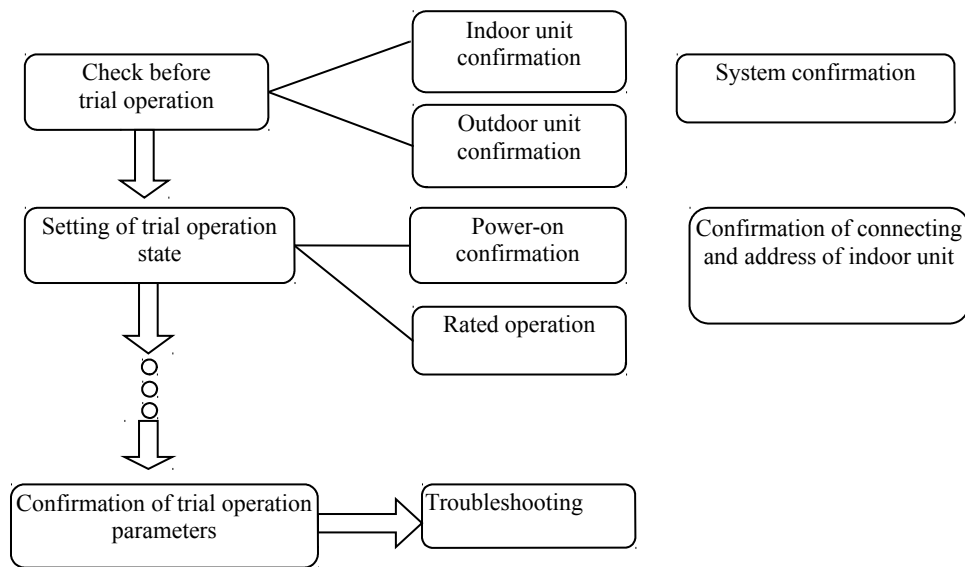 Check before
trial operation
Indoor unit
confirmation
System confirmation
Outdoor unit
confirmation
Setting of trial operation
state
Power-on
confirmation
Confirmation of connecting
and address of indoor unit
Rated operation
Confirmation of trial operation
parameters
Troubleshooting